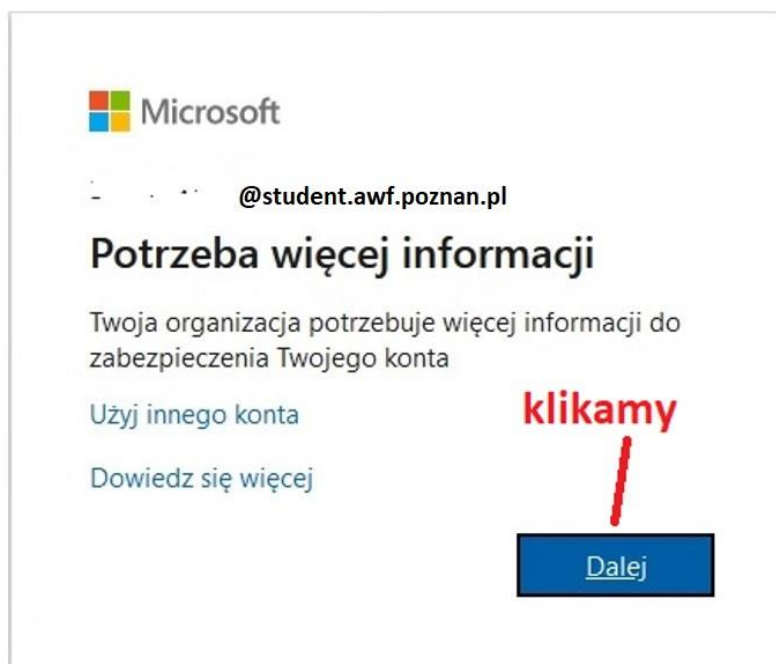 Microsoft
@student.awf.poznan.pl
Potrzeba więcej informacji
Twoja organizacja potrzebuje więcej informacji do
zabezpieczenia Twojego konta
Użyj innego konta
klikamy
Dowiedz się więcej
Dalej